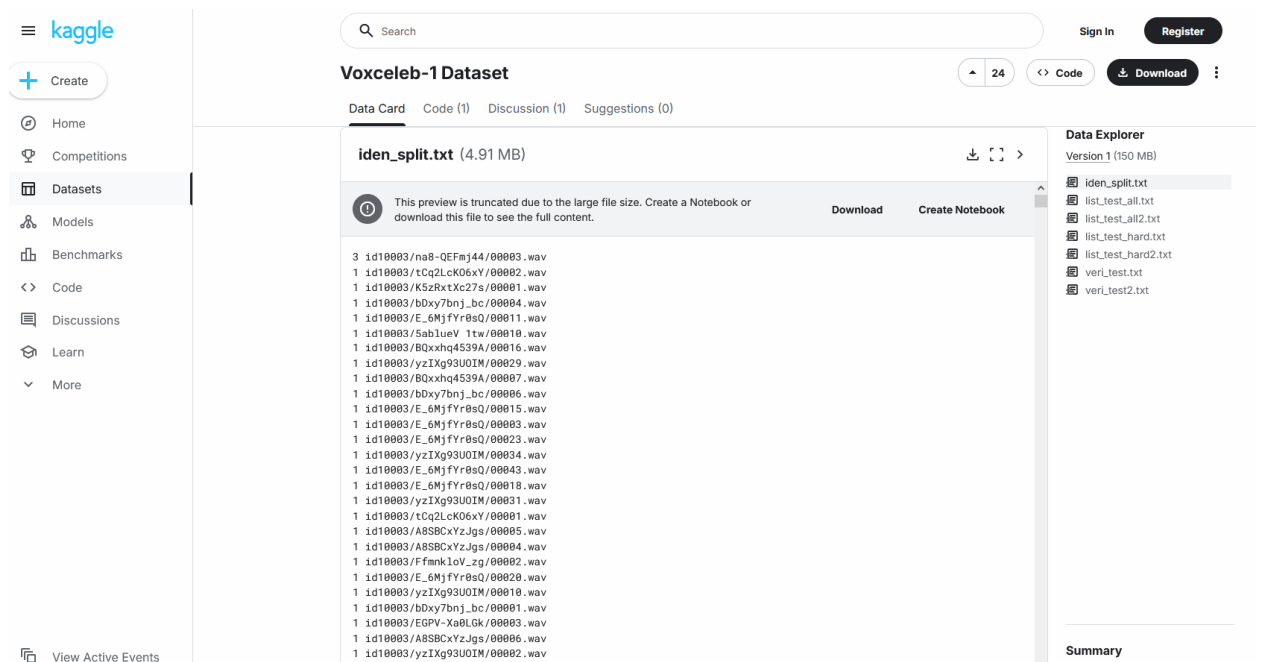 kaggle
Search
Sign In
Register
Create
Voxceleb-1 Dataset
24
<> Code
Download
Data Card
Code (1)
Discussion (1)
Suggestions (0)
Home
Competitions
Datasets
Models
Benchmarks
Code
Discussions
Learn
More
View Active Events
iden_split.txt (4.91 MB)
This preview is truncated due to the large file size. Create a Notebook or
download this file to see the full content.
Download
Create Notebook
3 id10003/na8-QEFmj44/00003.wav
1 id10003/tCq2LcKO6xY/00002.wav
1 id10003/K5zRxtXc27s/00001.wav
1 id10003/bDxy7bnj_bc/00004.wav
1 id10003/E_6MjfYr0sQ/00011.wav
1 id10003/5ablueV_1tw/00010.wav
1 id10003/BQxxhq4539A/00016.wav
1 id10003/yzIXg93UOIM/00029.wav
1 id10003/BQxxhq4539A/00007.wav
1 id10003/bDxy7bnj_bc/00006.wav
1 id10003/E_6MjfYr0sQ/00015.wav
1 id10003/E_6MjfYr0sQ/00003.wav
1 id10003/E_6MjfYr0sQ/00023.wav
1 id10003/yzIXg93UOIM/00034.wav
1 id10003/E_6MjfYr0sQ/00043.wav
1 id10003/E_6MjfYr0sQ/00018.wav
1 id10003/yzIXg93UOIM/00031.wav
1 id10003/tCq2LcKO6xY/00001.wav
1 id10003/A8SBCxYzJgs/00005.wav
1 id10003/A8SBCxYzJgs/00004.wav
1 id10003/FfmnkloV_zg/00002.wav
1 id10003/E_6MjfYr0sQ/00020.wav
1 id10003/yzIXg93UOIM/00010.wav
1 id10003/bDxy7bnj_bc/00001.wav
1 id10003/EGPV-Xa0LGk/00003.wav
1 id10003/A8SBCxYzJgs/00006.wav
1 id10003/yzIXg93UOIM/00002.wav
Data Explorer
Version 1 (150 MB)
iden_split.txt
list_test_all.txt
list_test_all2.txt
list_test_hard.txt
list_test_hard2.txt
veri_test.txt
veri_test2.txt
Summary